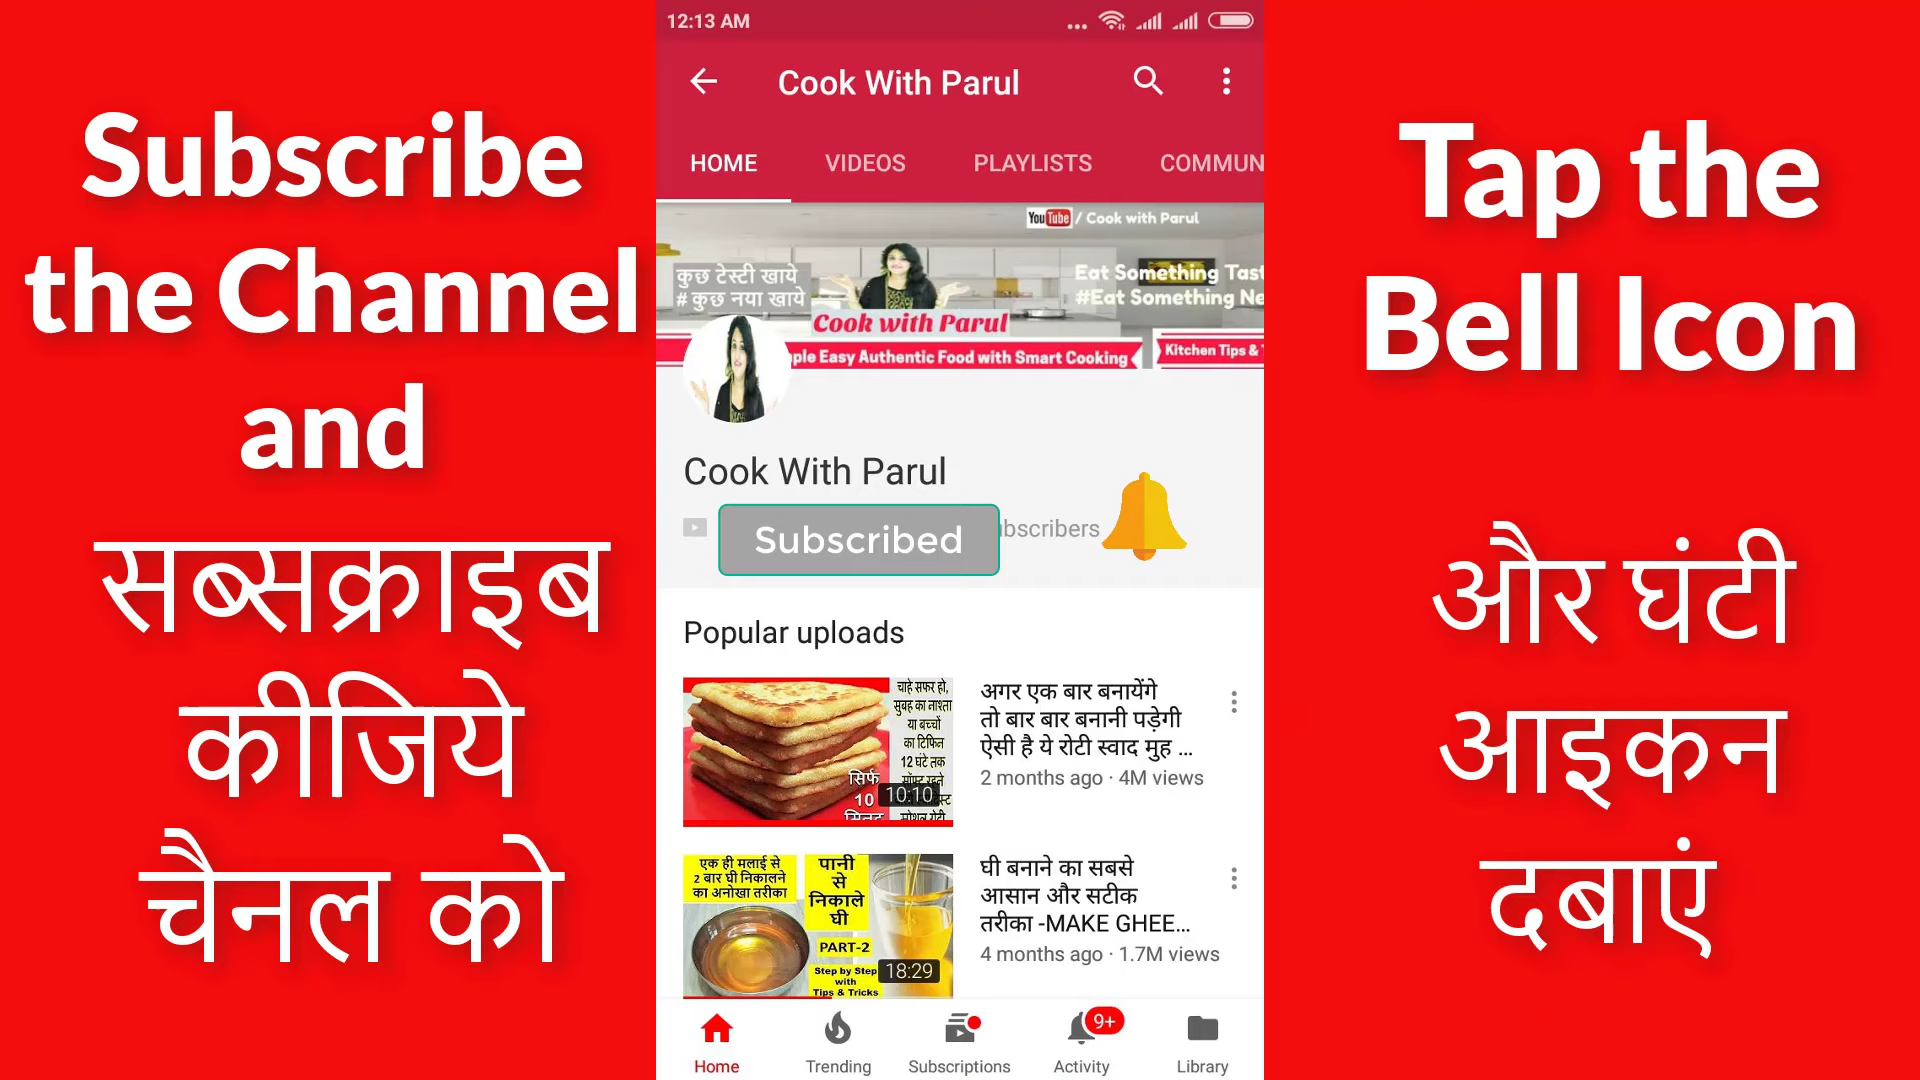 Subscribe
the Channel
and
सब्सक्राइब
कीजिये
चैनल को
12:13 AM
Cook With Parul
HOME VIDEOS PLAYLISTS COMMUN
YouTube / Cook with Parul
कुछ टेस्टी खाये
# कुछ नया खाये
Eat Something Tast
#Eat Something Ne
Cook with Parul
ple Easy Authentic Food with Smart Cooking
Kitchen Tips &
Cook With Parul
Subscribed
bscribers
Popular uploads
चाहे सफर हो,
सुबह का नाश्ता
या बच्चों
का टिफिन
12 घंटे तक
सिर्फ
10
10:10
अगर एक बार बनायेंगे
तो बार बार बनानी पड़ेगी
ऐसी है ये रोटी स्वाद मुह ...
2 months ago · 4M views
एक ही मलाई से
2 बार घी निकालने
का अनोखा तरीका
पानी
से
निकाले
घी
PART-2
Step by Step
with
Tips & Tricks
18:29
घी बनाने का सबसे
आसान और सटीक
तरीका -MAKE GHEE...
4 months ago · 1.7M views
9+
Home Trending Subscriptions Activity Library
Tap the
Bell Icon
और घंटी
आइकन
दबाएं